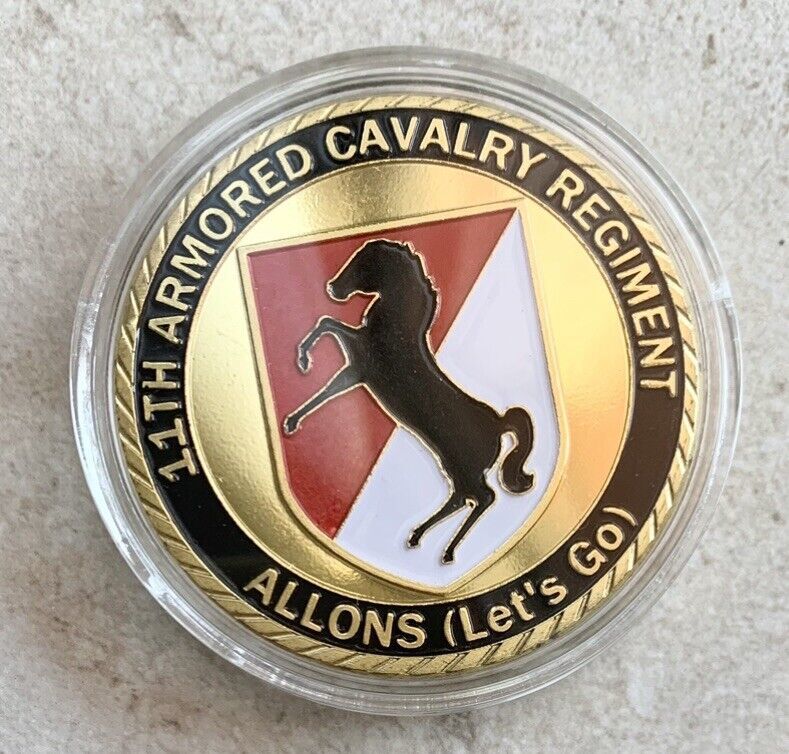 11TH ARMORED CAVALRY REGIMENT
ALLONS (Let's Go)